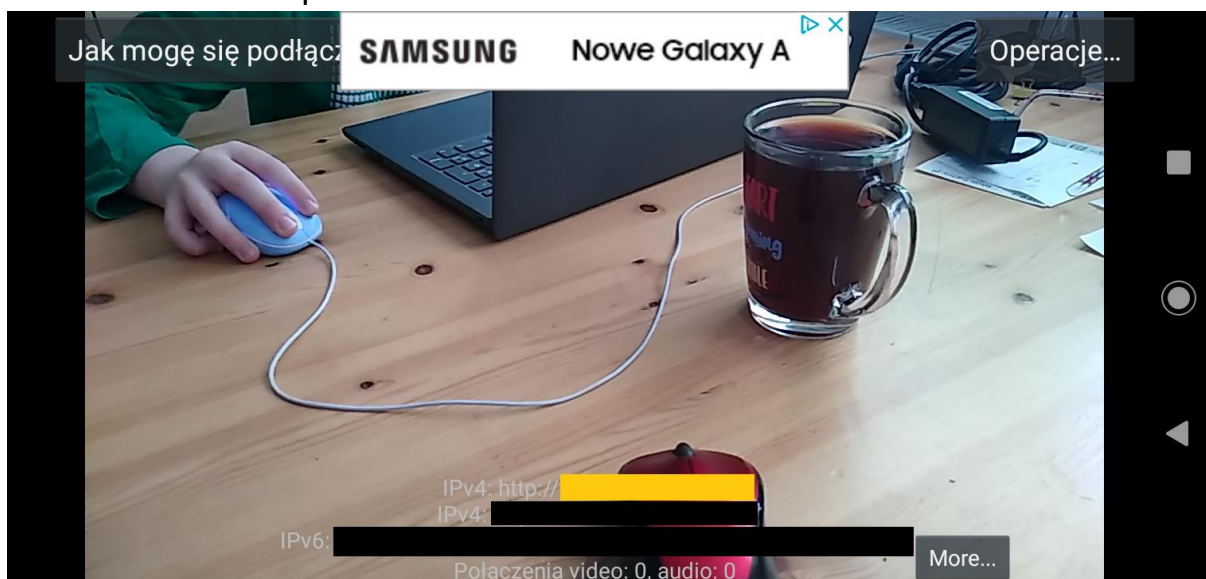 Jak mogę się podłącz
SAMSUNG Nowe Galaxy A
Operacje...
IPv4: http://
IPv4:
IPv6:
More...
Połączenia video: 0, audio: 0